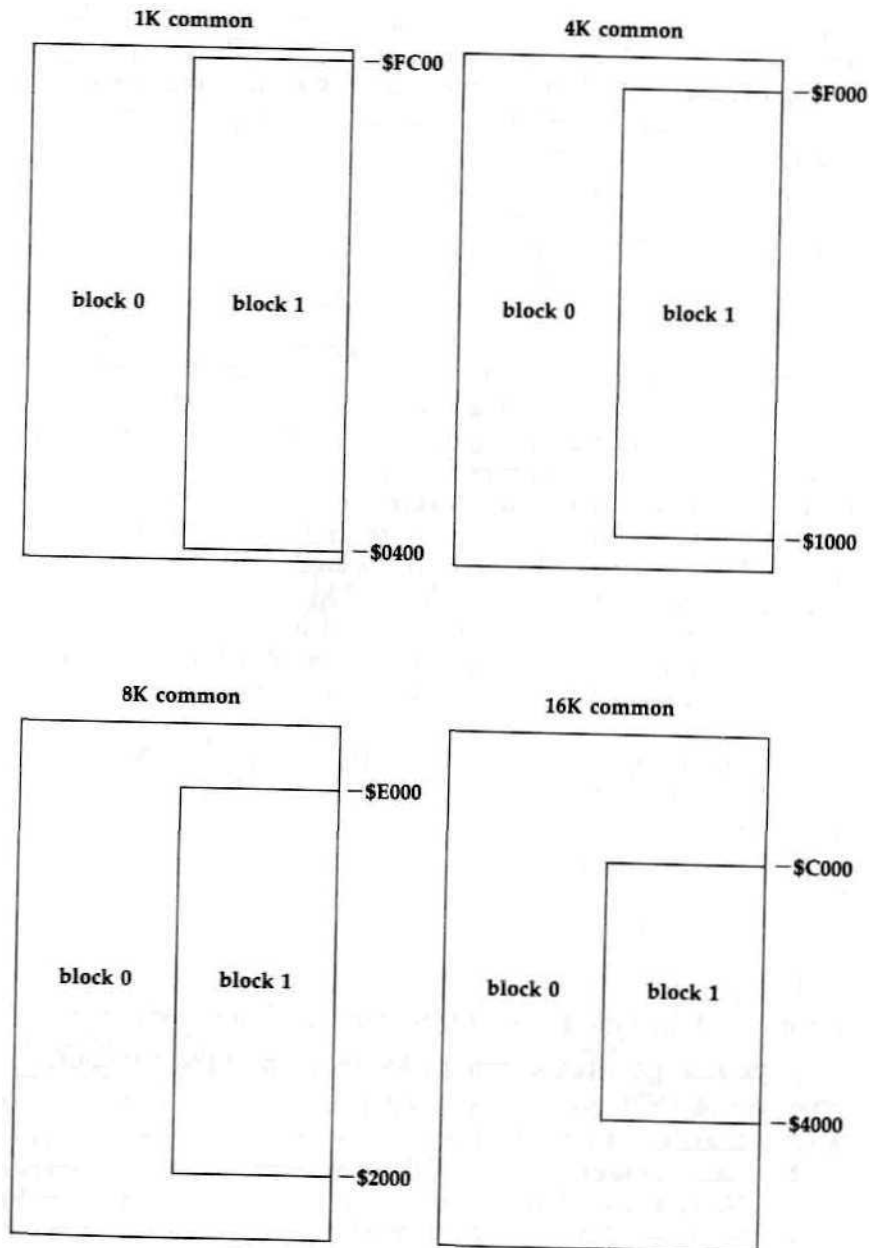 1K common
$FC00
block 0
block 1
$0400
4K common
$F000
block 0
block 1
$1000
8K common
$E000
block 0
block 1
$2000
16K common
$C000
block 0
block 1
$4000